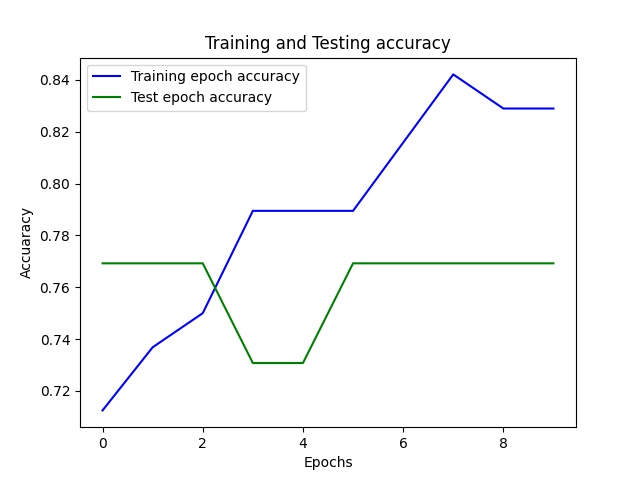 Training and Testing accuracy
Training epoch accuracy
Test epoch accuracy
0.84
0.82
0.80
0.78
0.76
0.74
0.72
Accuaracy
0 2 4 6 8
Epochs